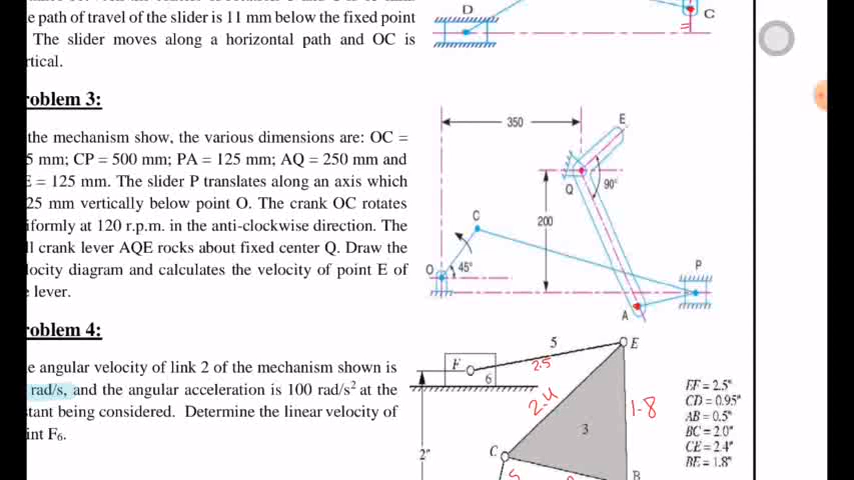 e path of travel of the slider is 11 mm below the fixed point
The slider moves along a horizontal path and OC is
rtical.
D
C
roblem 3:
the mechanism show, the various dimensions are: OC =
5 mm; CP = 500 mm; PA = 125 mm; AQ = 250 mm and
E = 125 mm. The slider P translates along an axis which
25 mm vertically below point O. The crank OC rotates
iformly at 120 r.p.m. in the anti-clockwise direction. The
ll crank lever AQE rocks about fixed center Q. Draw the
locity diagram and calculates the velocity of point E of
e lever.
350
E
Q
90°
C
200
O
45°
P
A
roblem 4:
e angular velocity of link 2 of the mechanism shown is
rad/s, and the angular acceleration is 100 rad/s² at the
stant being considered. Determine the linear velocity of
int F₆.
5
E
F
2.5
6
2.4
1.8
3
2"
C
B
5
EF = 2.5"
CD = 0.95"
AB = 0.5"
BC = 2.0"
CE = 2.4"
BE = 1.8"